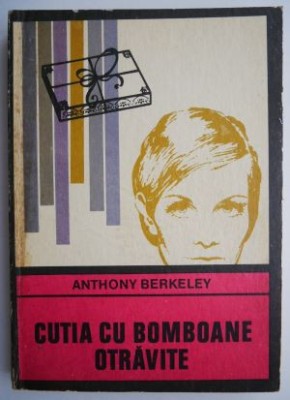 ANTHONY BERKELEY
CUTIA CU BOMBOANE
OTRĂVITE